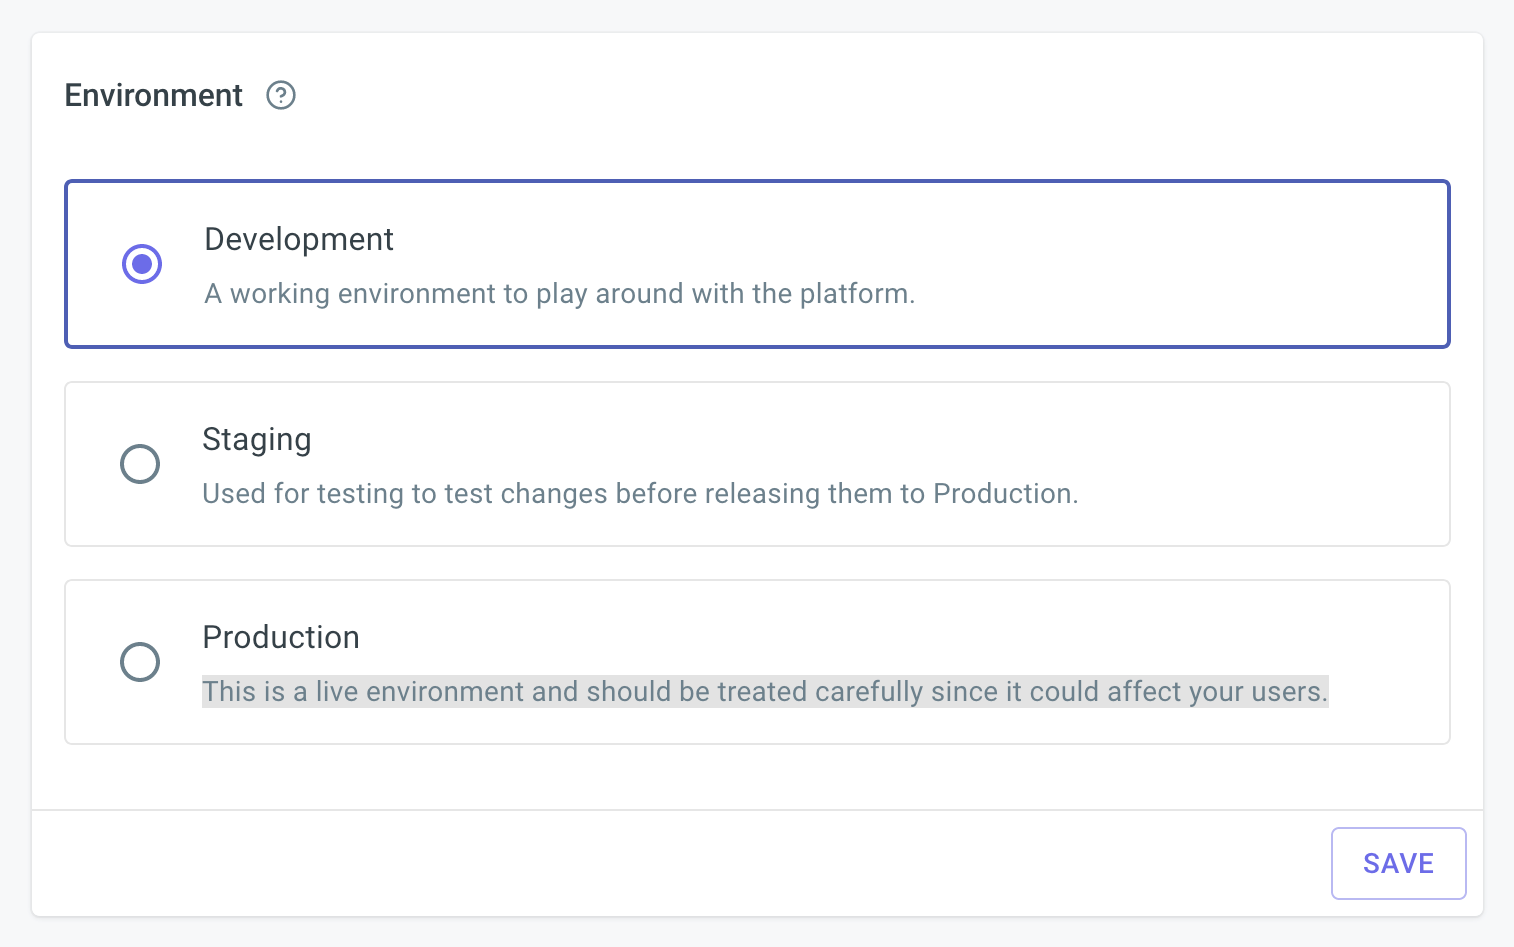 Environment ?
Development
A working environment to play around with the platform.
Staging
Used for testing to test changes before releasing them to Production.
Production
This is a live environment and should be treated carefully since it could affect your users.
SAVE